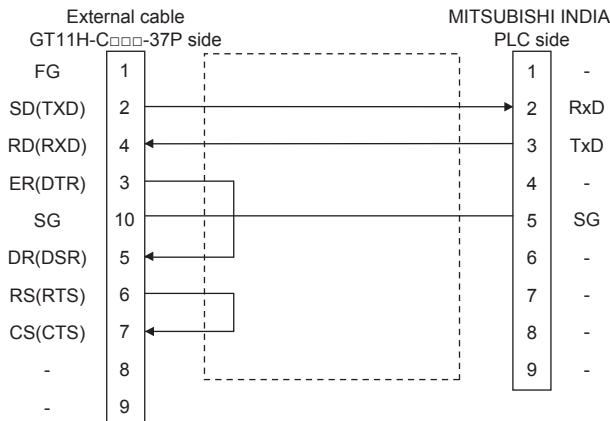 External cable
GT11H-C□□□-37P side
MITSUBISHI INDIA
PLC side
FG 1 1 -
SD(TXD) 2 2 RxD
RD(RXD) 4 3 TxD
ER(DTR) 3 4 -
SG 10 5 SG
DR(DSR) 5 6 -
RS(RTS) 6 7 -
CS(CTS) 7 8 -
- 8 9 -
- 9